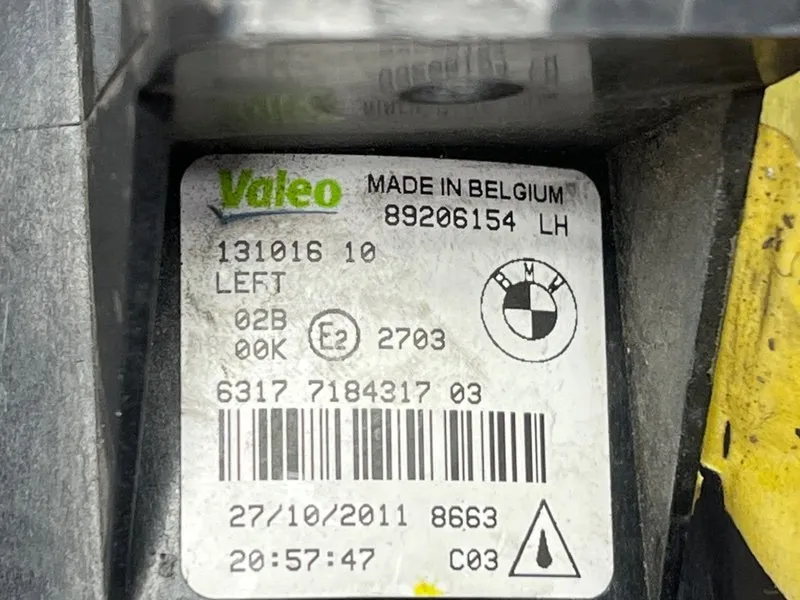 Valeo MADE IN BELGIUM
89206154 LH
131016 10
LEFT
BMW
02B
00K E2 2703
6317 7184317 03
27/10/2011 8663
20:57:47 C03